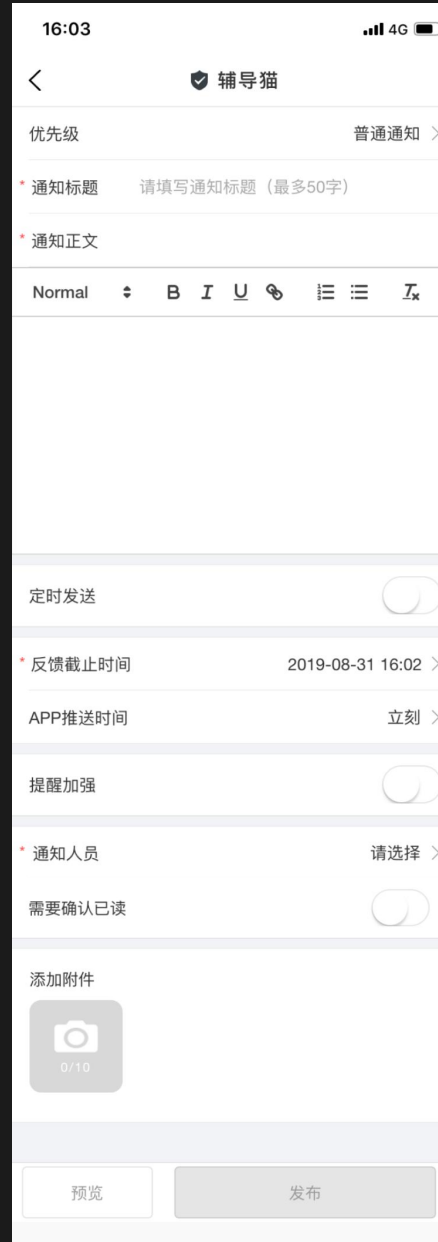 16:03 4G
辅导猫
优先级 普通通知
* 通知标题 请填写通知标题（最多50字）
* 通知正文
Normal B I U Tx
定时发送
* 反馈截止时间 2019-08-31 16:02
APP推送时间 立刻
提醒加强
* 通知人员 请选择
需要确认已读
添加附件
0/10
预览 发布